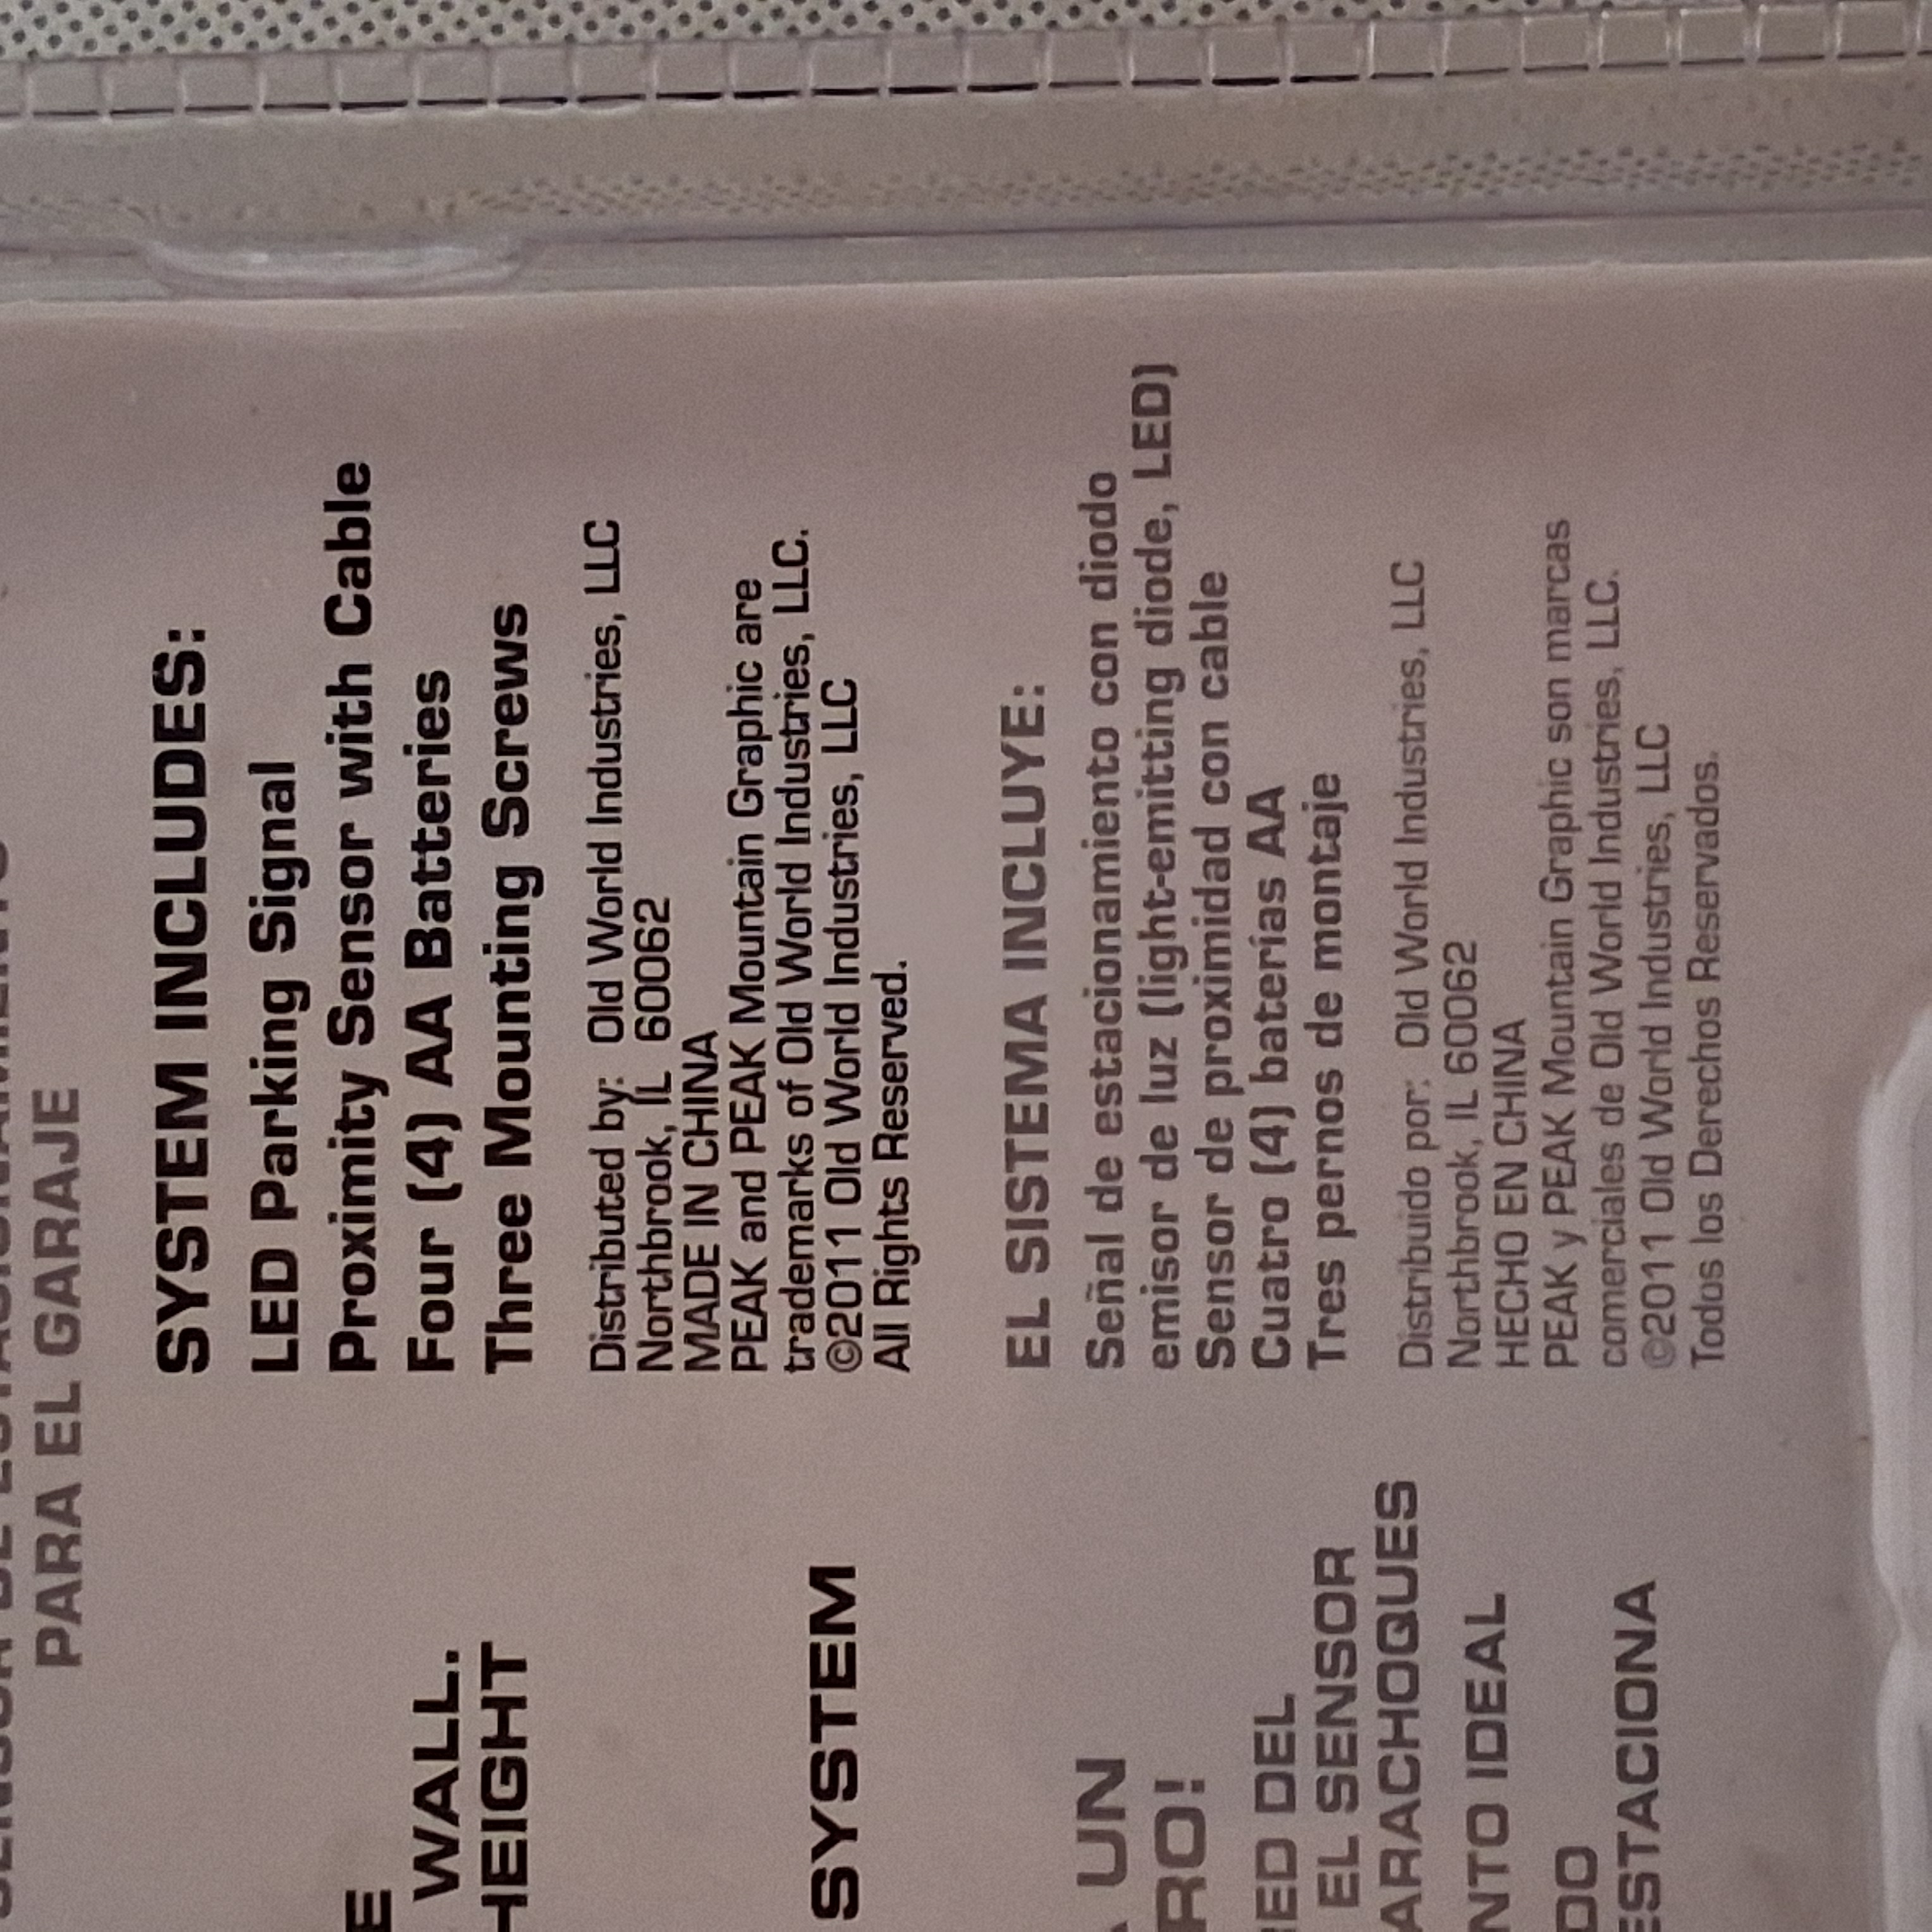 PARA EL GARAJE
WALL.
HEIGHT
SYSTEM
SYSTEM INCLUDES:
LED Parking Signal
Proximity Sensor with Cable
Four (4) AA Batteries
Three Mounting Screws
Distributed by: Old World Industries, LLC
Northbrook, IL 60062
MADE IN CHINA
PEAK and PEAK Mountain Graphic are
trademarks of Old World Industries, LLC.
©2011 Old World Industries, LLC
All Rights Reserved.
UN
RO!
ED DEL
EL SENSOR
ARACHOQUES
NTO IDEAL
DO
ESTACIONA
EL SISTEMA INCLUYE:
Señal de estacionamiento con diodo
emisor de luz (light-emitting diode, LED)
Sensor de proximidad con cable
Cuatro (4) baterías AA
Tres pernos de montaje
Distribuido por: Old World Industries, LLC
Northbrook, IL 60062
HECHO EN CHINA
PEAK y PEAK Mountain Graphic son marcas
comerciales de Old World Industries, LLC.
©2011 Old World Industries, LLC
Todos los Derechos Reservados.